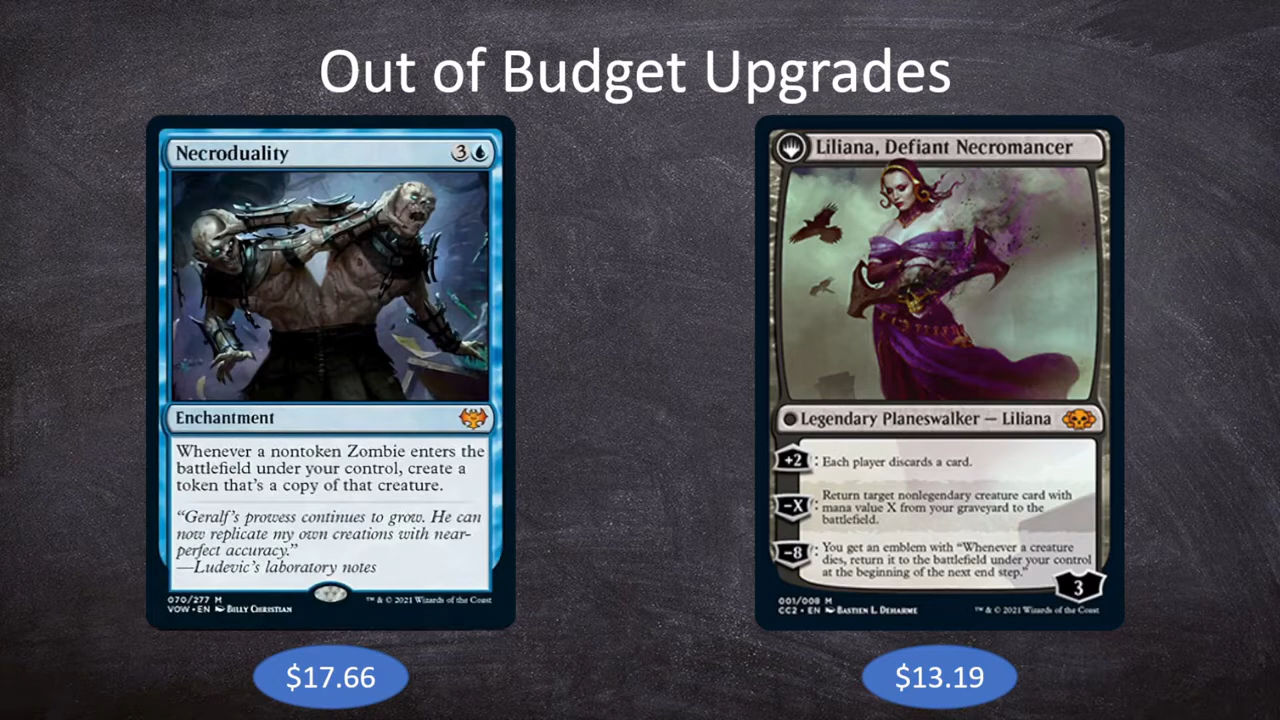 Out of Budget Upgrades
Necroduality
3
Enchantment
Whenever a nontoken Zombie enters the
battlefield under your control, create a
token that's a copy of that creature.
"Geralf's prowess continues to grow. He can
now replicate my own creations with near-
perfect accuracy."
—Ludevic's laboratory notes
070/277 M
VOW • EN BILLY CHRISTIAN
™ & © 2021 Wizards of the Coast
$17.66
Liliana, Defiant Necromancer
Legendary Planeswalker — Liliana
+2 : Each player discards a card.
Return target nonlegendary creature card with
-X : mana value X from your graveyard to the
battlefield.
-8 : You get an emblem with "Whenever a creature
dies, return it to the battlefield under your control
at the beginning of the next end step."
3
001/008 M
CC2 • EN BASTIEN L. DEHARME
™ & © 2021 Wizards of the Coast
$13.19